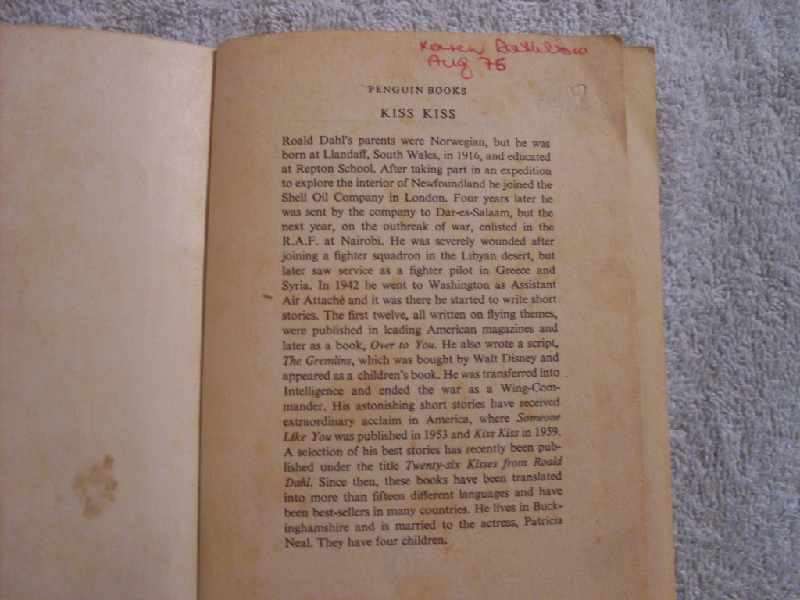 Karen
Aug 75
PENGUIN BOOKS
KISS KISS
Roald Dahl's parents were Norwegian, but he was
born at Llandaff, South Wales, in 1916, and educated
at Repton School. After taking part in an expedition
to explore the interior of Newfoundland he joined the
Shell Oil Company in London. Four years later he
was sent by the company to Dar-es-Salaam, but the
next year, on the outbreak of war, enlisted in the
R.A.F. at Nairobi. He was severely wounded after
joining a fighter squadron in the Libyan desert, but
later saw service as a fighter pilot in Greece and
Syria. In 1942 he went to Washington as Assistant
Air Attaché and it was there he started to write short
stories. The first twelve, all written on flying themes,
were published in leading American magazines and
later as a book, Over to You. He also wrote a script,
The Gremlins, which was bought by Walt Disney and
appeared as a children's book. He was transferred into
Intelligence and ended the war as a Wing-Com-
mander. His astonishing short stories have received
extraordinary acclaim in America, where Someone
Like You was published in 1953 and Kiss Kiss in 1959.
A selection of his best stories has recently been pub-
lished under the title Twenty-six Kisses from Roald
Dahl. Since then, these books have been translated
into more than fifteen different languages and have
been best-sellers in many countries. He lives in Buck-
inghamshire and is married to the actress, Patricia
Neal. They have four children.